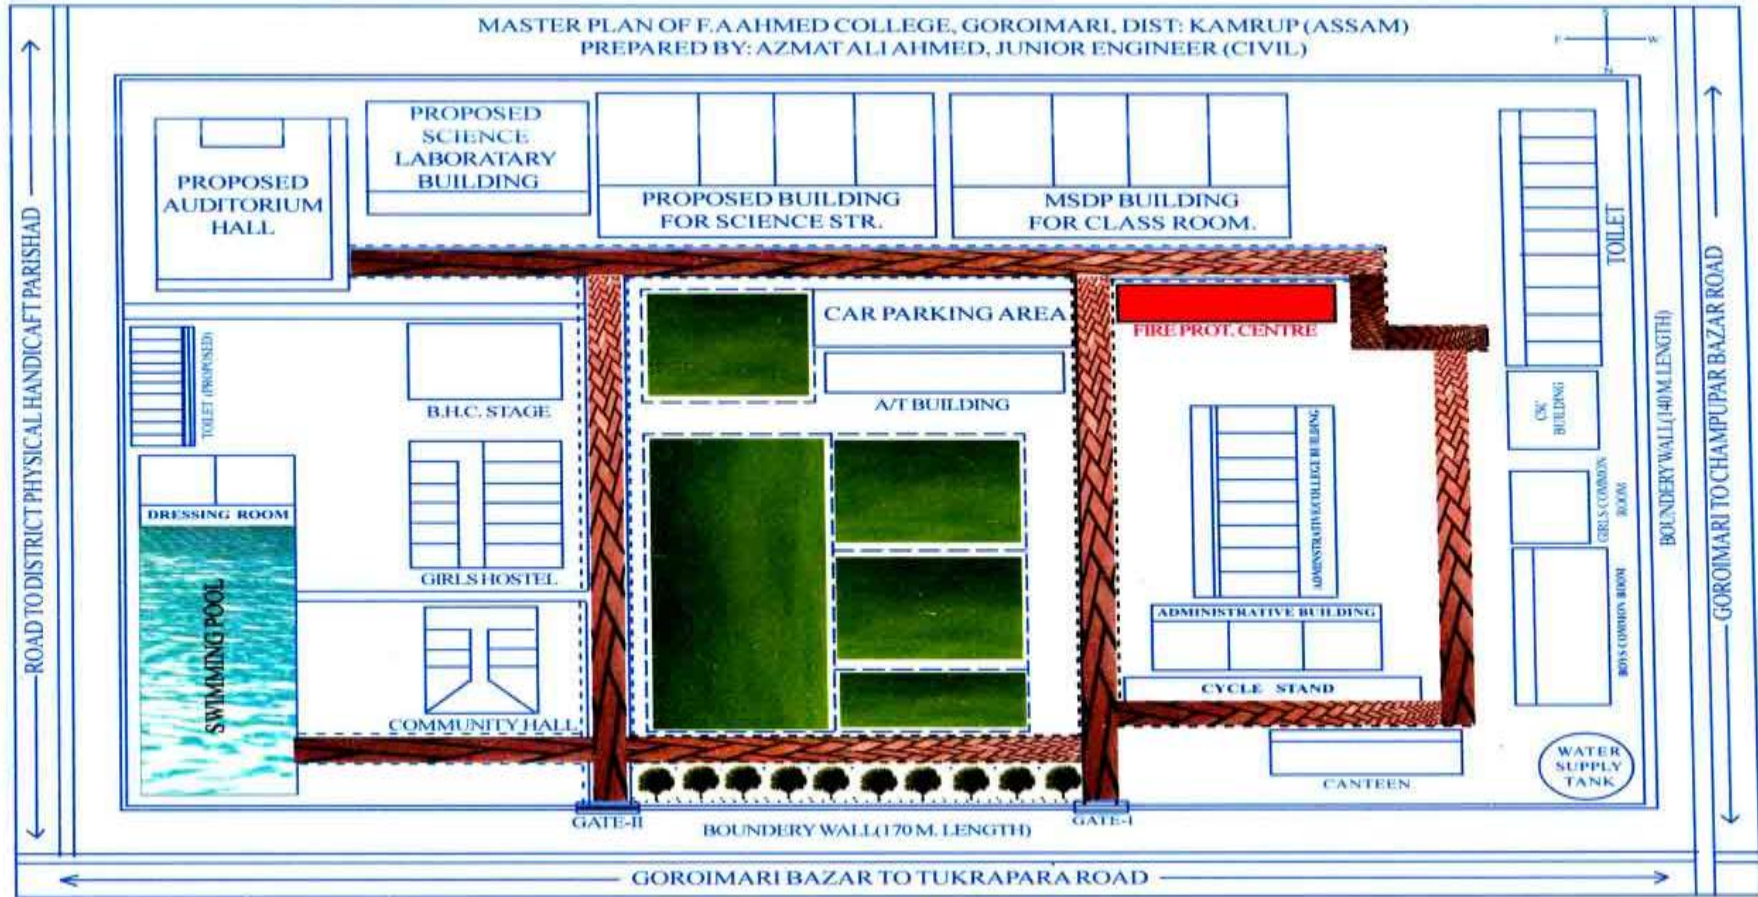 MASTER PLAN OF F.A AHMED COLLEGE, GOROIMARI, DIST: KAMRUP (ASSAM)
PREPARED BY: AZMAT ALI AHMED, JUNIOR ENGINEER (CIVIL)
E
W
N
ROAD TO DISTRICT PHYSICAL HANDICAFT PARISHAD
PROPOSED
AUDITORIUM
HALL
PROPOSED
SCIENCE
LABORATARY
BUILDING
PROPOSED BUILDING
FOR SCIENCE STR.
MSDP BUILDING
FOR CLASS ROOM.
TOILET
BOUNDERY WALL (140 M. LENGTH)
GOROIMARI TO CHAMPUPAR BAZAR ROAD
CAR PARKING AREA
FIRE PROT. CENTRE
TOILET (PROPOSED)
B.H.C. STAGE
A/T BUILDING
BUILDING
ADMINISTRATIVE/COLLEGE BUILDING
GIRLS COMMON
ROOM
DRESSING ROOM
SWIMMING POOL
GIRLS HOSTEL
ADMINISTRATIVE BUILDING
BOYS COMMON ROOM
CYCLE STAND
COMMUNITY HALL
WATER
SUPPLY
TANK
CANTEEN
GATE-II
BOUNDERY WALL (170 M. LENGTH)
GATE-I
GOROIMARI BAZAR TO TUKRAPARA ROAD